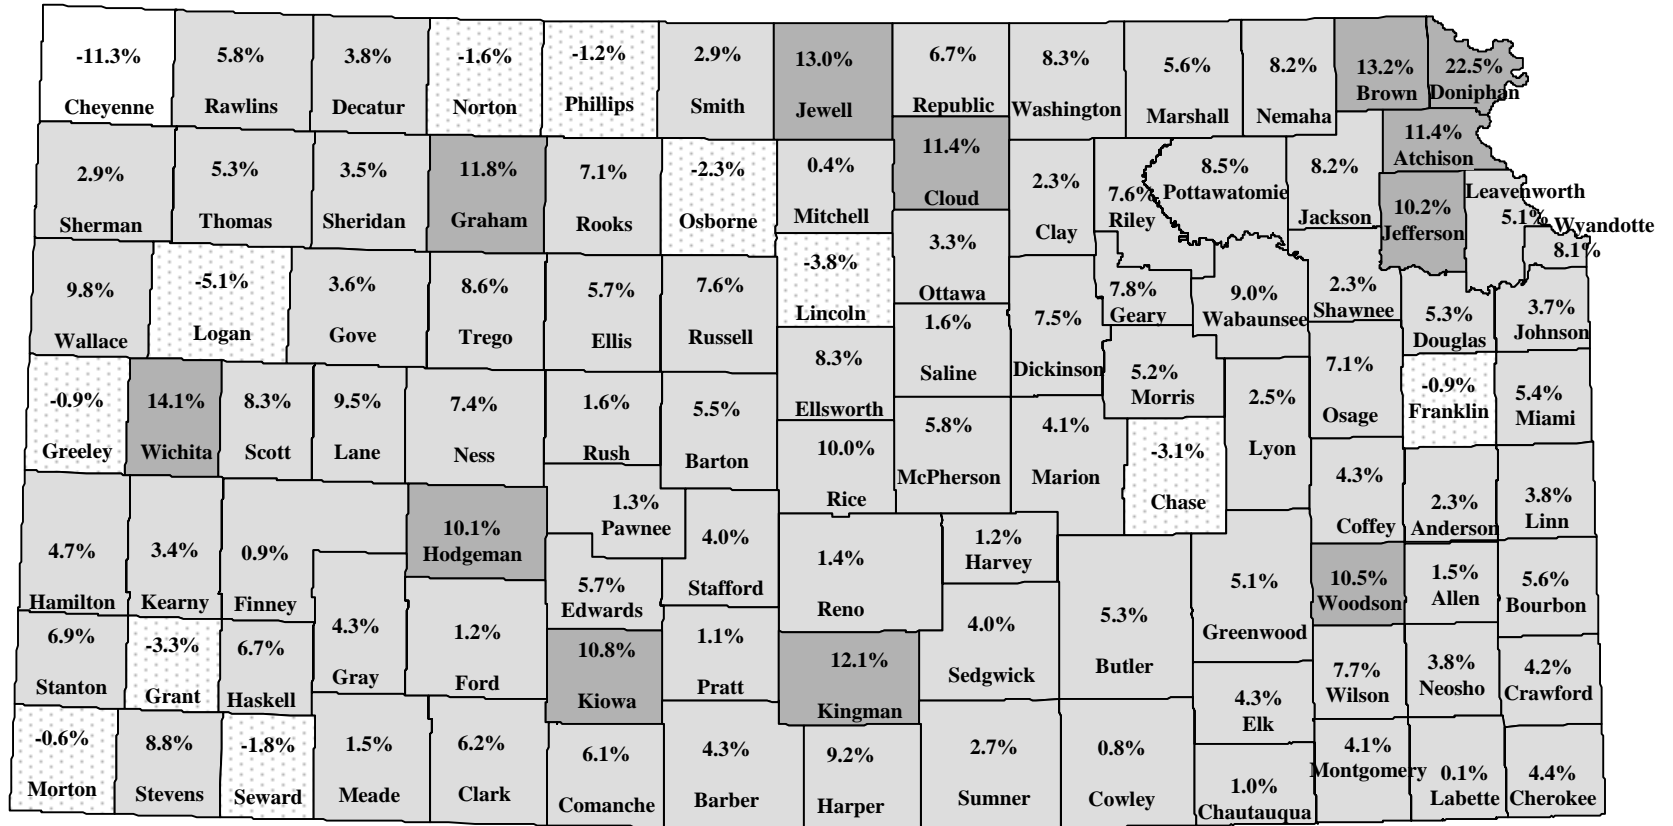 -11.3%
Cheyenne
5.8%
Rawlins
3.8%
Decatur
-1.6%
Norton
-1.2%
Phillips
2.9%
Smith
13.0%
Jewell
6.7%
Republic
8.3%
Washington
5.6%
Marshall
8.2%
Nemaha
13.2%
Brown
22.5%
Doniphan
2.9%
Sherman
5.3%
Thomas
3.5%
Sheridan
11.8%
Graham
7.1%
Rooks
-2.3%
Osborne
0.4%
Mitchell
11.4%
Cloud
2.3%
Clay
7.6%
Riley
8.5%
Pottawatomie
8.2%
Jackson
11.4%
Atchison
10.2%
Jefferson
Leavenworth
5.1%
Wyandotte
8.1%
9.8%
Wallace
-5.1%
Logan
3.6%
Gove
8.6%
Trego
5.7%
Ellis
7.6%
Russell
-3.8%
Lincoln
3.3%
Ottawa
1.6%
Saline
7.5%
Dickinson
7.8%
Geary
9.0%
Wabaunsee
2.3%
Shawnee
5.3%
Douglas
3.7%
Johnson
-0.9%
Greeley
14.1%
Wichita
8.3%
Scott
9.5%
Lane
7.4%
Ness
1.6%
Rush
5.5%
Barton
8.3%
Ellsworth
10.0%
Rice
5.8%
McPherson
4.1%
Marion
5.2%
Morris
-3.1%
Chase
2.5%
Lyon
7.1%
Osage
-0.9%
Franklin
5.4%
Miami
4.7%
Hamilton
3.4%
Kearny
0.9%
Finney
10.1%
Hodgeman
1.3%
Pawnee
5.7%
Edwards
4.0%
Stafford
1.4%
Reno
1.2%
Harvey
4.3%
Coffey
2.3%
Anderson
3.8%
Linn
6.9%
Stanton
-3.3%
Grant
6.7%
Haskell
4.3%
Gray
1.2%
Ford
10.8%
Kiowa
1.1%
Pratt
12.1%
Kingman
4.0%
Sedgwick
5.3%
Butler
5.1%
Greenwood
10.5%
Woodson
1.5%
Allen
5.6%
Bourbon
7.7%
Wilson
3.8%
Neosho
4.2%
Crawford
-0.6%
Morton
8.8%
Stevens
-1.8%
Seward
1.5%
Meade
6.2%
Clark
6.1%
Comanche
4.3%
Barber
9.2%
Harper
2.7%
Sumner
0.8%
Cowley
4.3%
Elk
1.0%
Chautauqua
4.1%
Montgomery
0.1%
Labette
4.4%
Cherokee